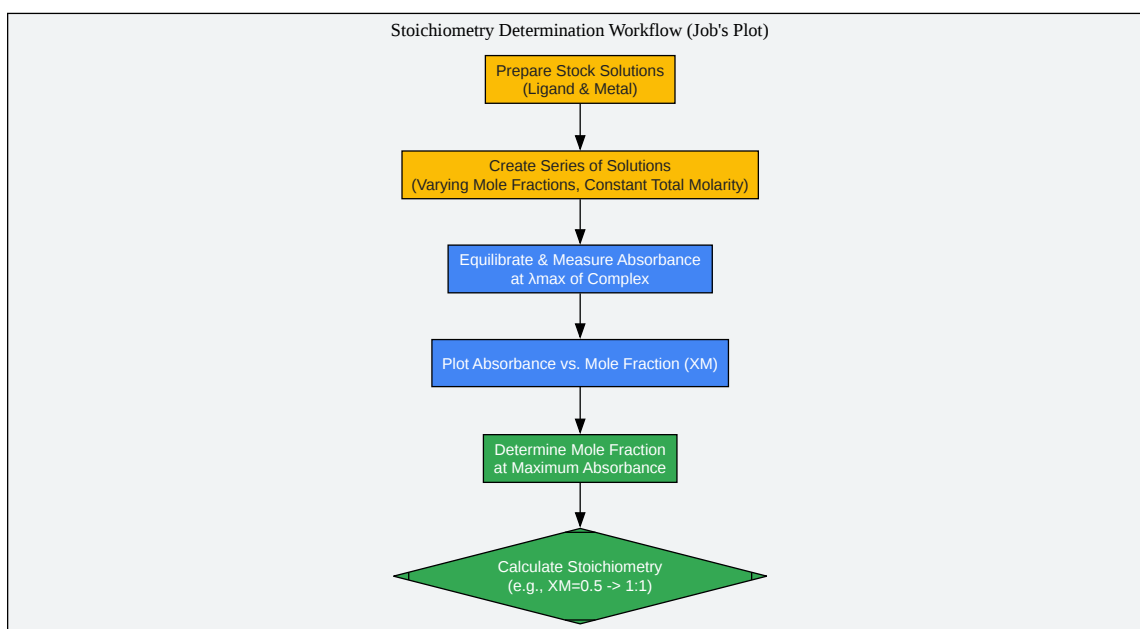 Stoichiometry Determination Workflow (Job's Plot)
Prepare Stock Solutions
(Ligand & Metal)
Create Series of Solutions
(Varying Mole Fractions, Constant Total Molarity)
Equilibrate & Measure Absorbance
at λmax of Complex
Plot Absorbance vs. Mole Fraction (XM)
Determine Mole Fraction
at Maximum Absorbance
Calculate Stoichiometry
(e.g., XM=0.5 -> 1:1)